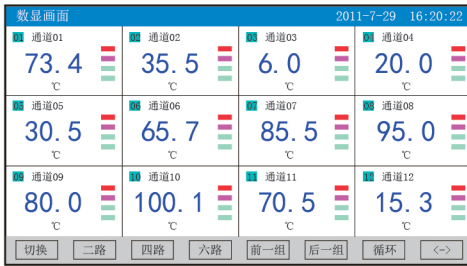 数显画面 2011-7-29 16:20:22
01 通道01 02 通道02 03 通道03 04 通道04
73.4 35.5 6.0 20.0
℃ ℃ ℃ ℃
05 通道05 06 通道06 07 通道07 08 通道08
30.5 65.7 85.5 95.0
℃ ℃ ℃ ℃
09 通道09 10 通道10 11 通道11 12 通道12
80.0 100.1 70.5 15.3
℃ ℃ ℃ ℃
切换 二路 四路 六路 前一组 后一组 循环 <->